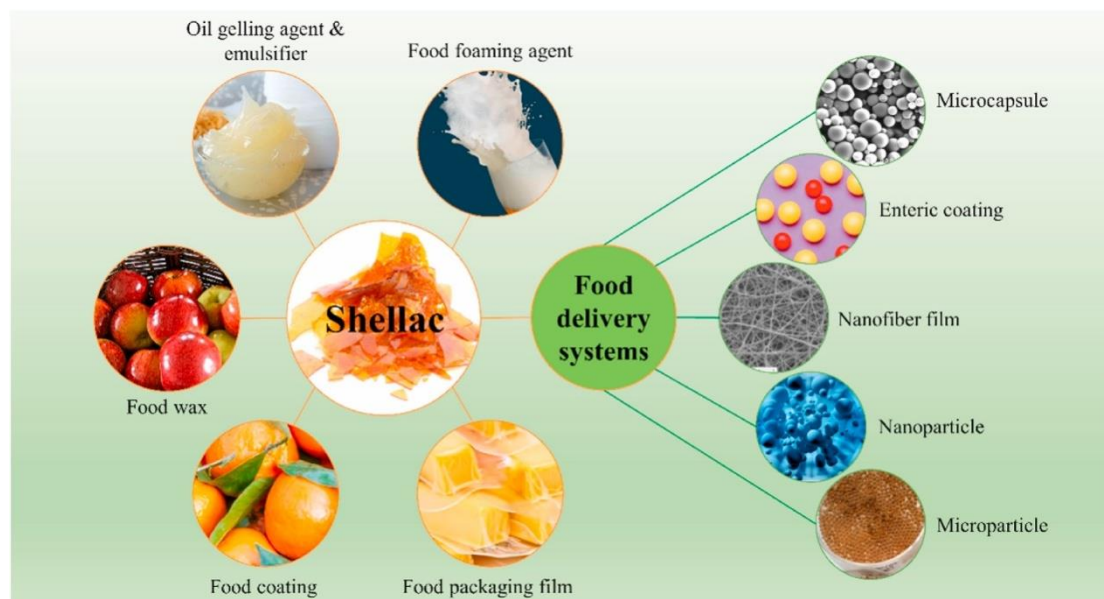 Oil gelling agent &
emulsifier
Food foaming agent
Microcapsule
Enteric coating
Shellac
Food
delivery
systems
Nanofiber film
Food wax
Nanoparticle
Microparticle
Food coating
Food packaging film